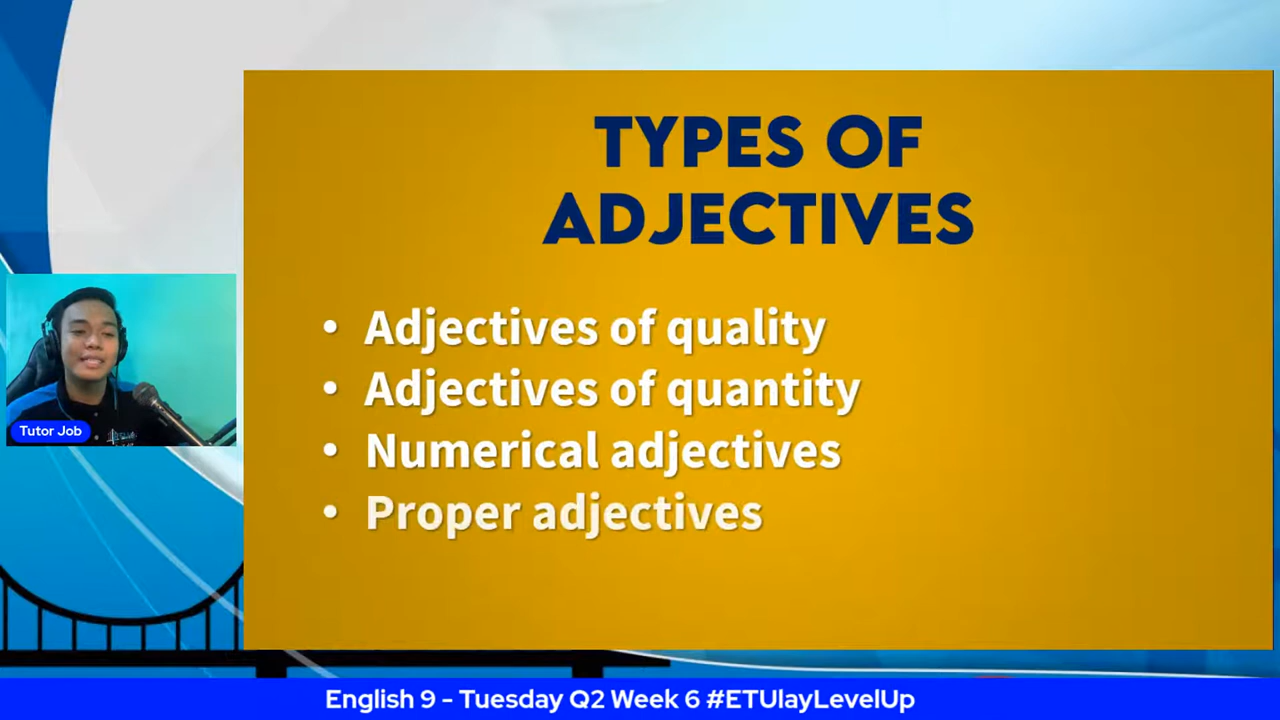 TYPES OF
ADJECTIVES
• Adjectives of quality
• Adjectives of quantity
• Numerical adjectives
• Proper adjectives
Tutor Job
English 9 - Tuesday Q2 Week 6 #ETUlayLevelUp